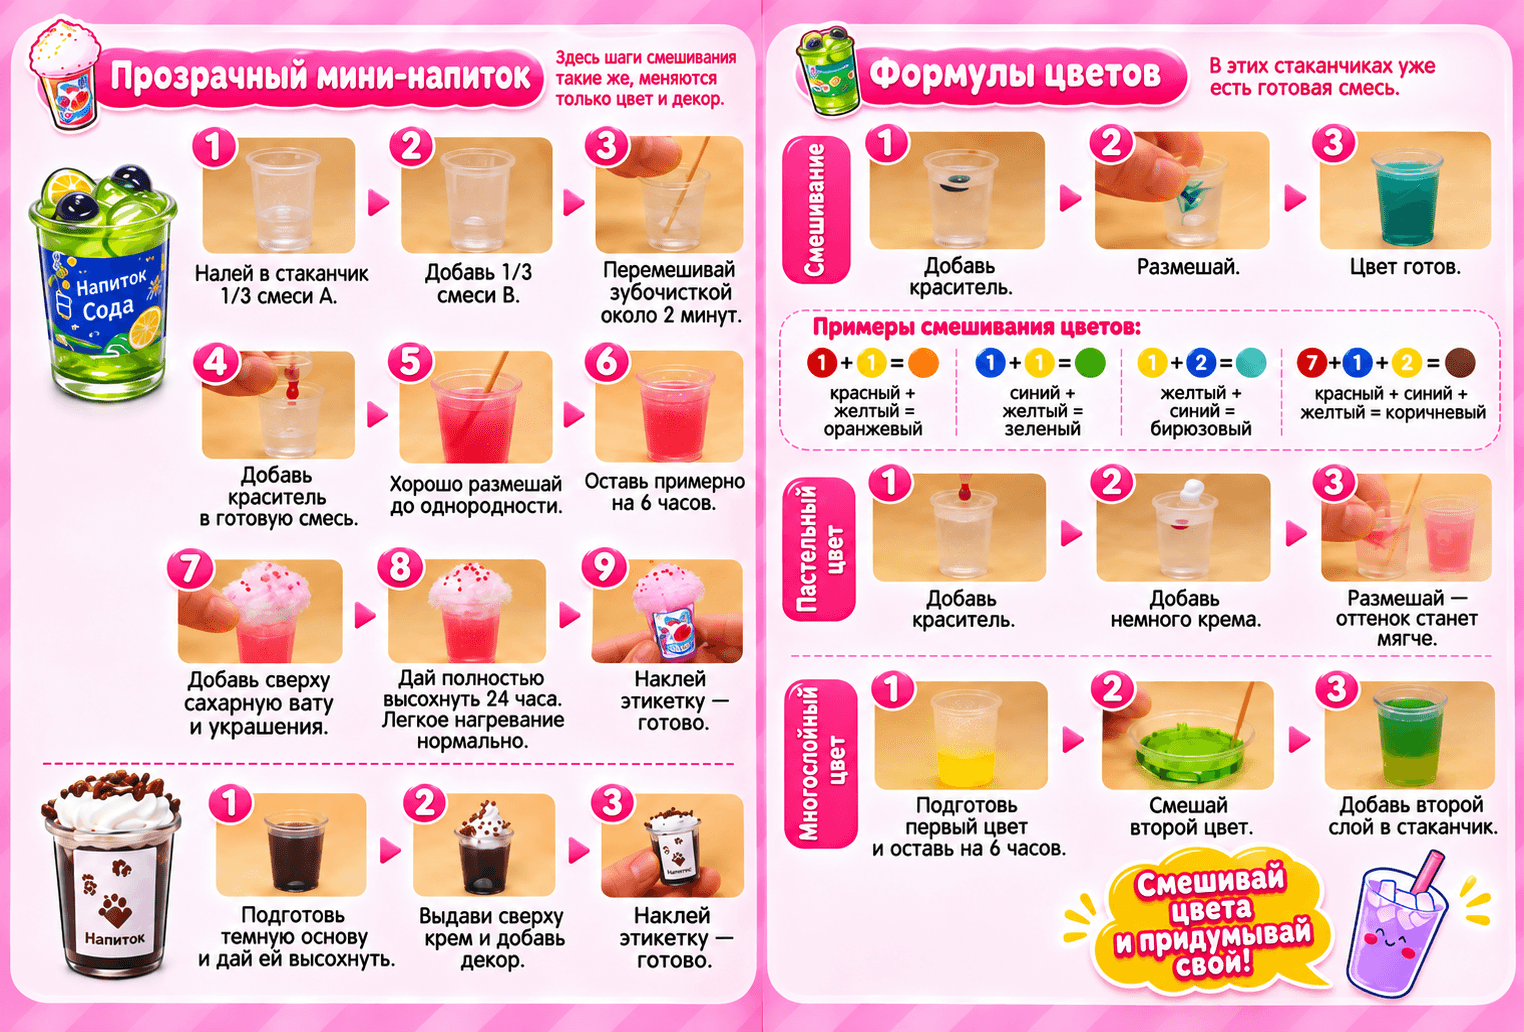 Прозрачный мини-напиток
Здесь шаги смешивания
такие же, меняются
только цвет и декор.
Напиток
Сода
1
2
3
Налей в стаканчик
1/3 смеси А.
Добавь 1/3
смеси В.
Перемешивай
зубочисткой
около 2 минут.
4
5
6
Добавь
краситель
в готовую смесь.
Хорошо размешай
до однородности.
Оставь примерно
на 6 часов.
7
8
9
Добавь сверху
сахарную вату
и украшения.
Дай полностью
высохнуть 24 часа.
Легкое нагревание
нормально.
Наклей
этикетку —
готово.
Напиток
1
2
3
Напиток
Подготовь
темную основу
и дай ей высохнуть.
Выдави сверху
крем и добавь
декор.
Наклей
этикетку —
готово.
Формулы цветов
В этих стаканчиках уже
есть готовая смесь.
Смешивание
1
2
3
Добавь
краситель.
Размешай.
Цвет готов.
Примеры смешивания цветов:
1 + 1 =
красный +
желтый =
оранжевый
1 + 1 =
синий +
желтый =
зеленый
1 + 2 =
желтый +
синий =
бирюзовый
7 + 1 + 2 =
красный + синий +
желтый = коричневый
Пастельный
цвет
1
2
3
Добавь
краситель.
Добавь
немного крема.
Размешай —
оттенок станет
мягче.
Многослойный
цвет
1
2
3
Подготовь
первый цвет
и оставь на 6 часов.
Смешай
второй цвет.
Добавь второй
слой в стаканчик.
Смешивай
цвета
и придумывай
свой!